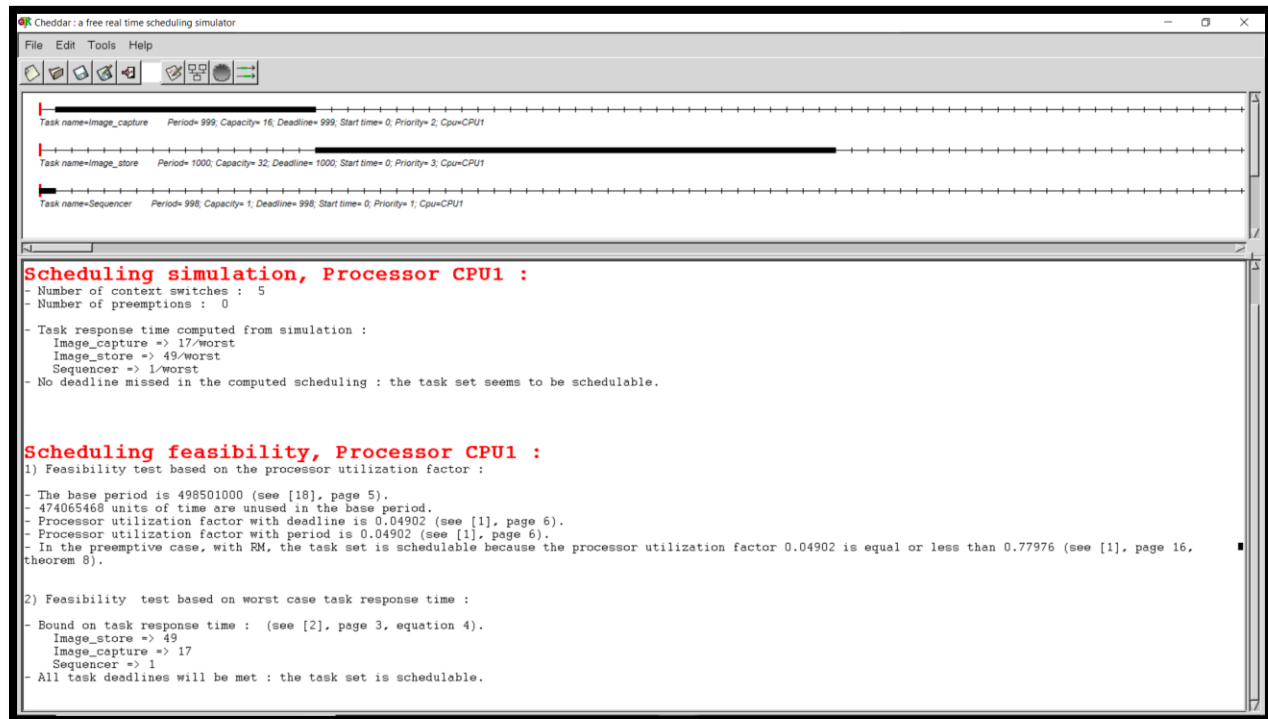 Cheddar : a free real time scheduling simulator
File Edit Tools Help
Task name=Image_capture Period= 999; Capacity= 16; Deadline= 999; Start time= 0; Priority= 2; Cpu=CPU1
Task name=Image_store Period= 1000; Capacity= 32; Deadline= 1000; Start time= 0; Priority= 3; Cpu=CPU1
Task name=Sequencer Period= 998; Capacity= 1; Deadline= 998; Start time= 0; Priority= 1; Cpu=CPU1
Scheduling simulation, Processor CPU1 :
- Number of context switches : 5
- Number of preemptions : 0
- Task response time computed from simulation :
Image_capture => 17/worst
Image_store => 49/worst
Sequencer => 1/worst
- No deadline missed in the computed scheduling : the task set seems to be schedulable.
Scheduling feasibility, Processor CPU1 :
1) Feasibility test based on the processor utilization factor :
- The base period is 498501000 (see [18], page 5).
- 474065468 units of time are unused in the base period.
- Processor utilization factor with deadline is 0.04902 (see [1], page 6).
- Processor utilization factor with period is 0.04902 (see [1], page 6).
- In the preemptive case, with RM, the task set is schedulable because the processor utilization factor 0.04902 is equal or less than 0.77976 (see [1], page 16,
theorem 8).
2) Feasibility test based on worst case task response time :
- Bound on task response time : (see [2], page 3, equation 4).
Image_store => 49
Image_capture => 17
Sequencer => 1
- All task deadlines will be met : the task set is schedulable.